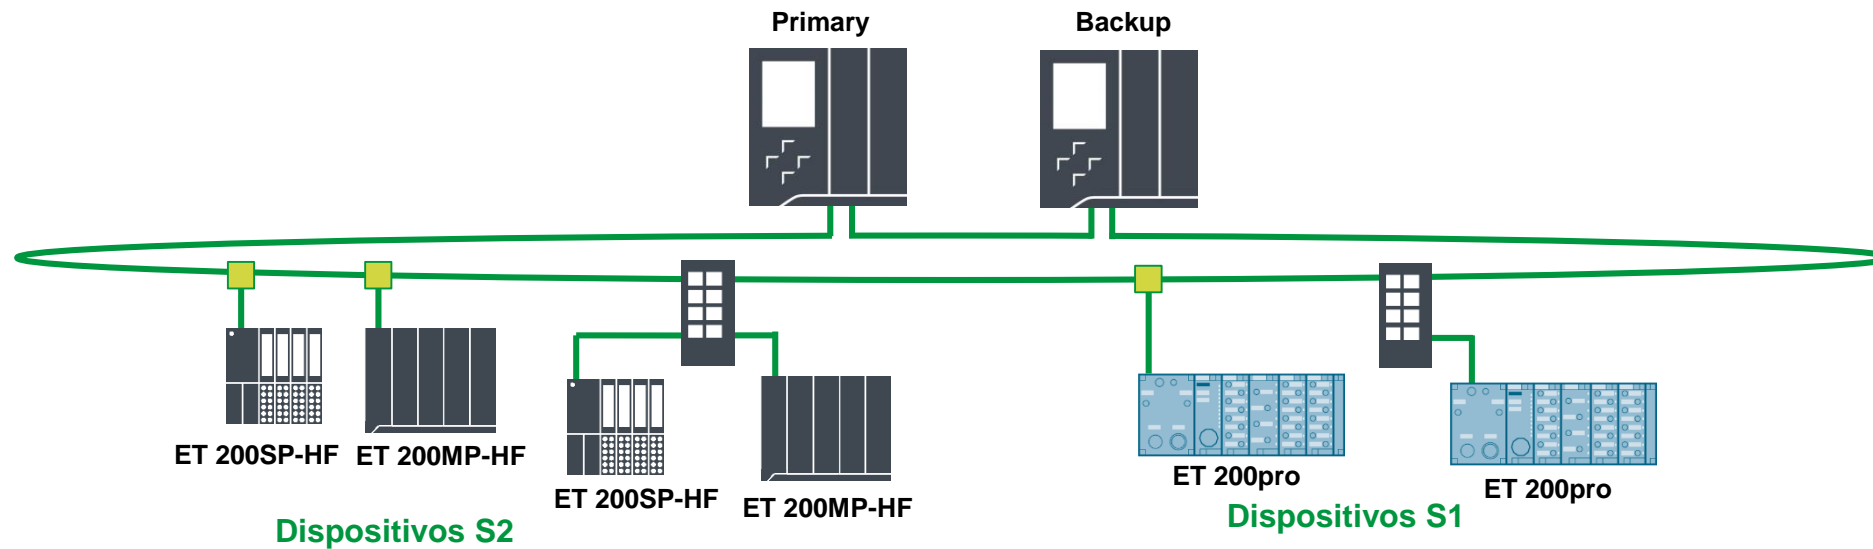 Primary
Backup
ET 200SP-HF
ET 200MP-HF
ET 200SP-HF
ET 200MP-HF
ET 200pro
ET 200pro
Dispositivos S2
Dispositivos S1